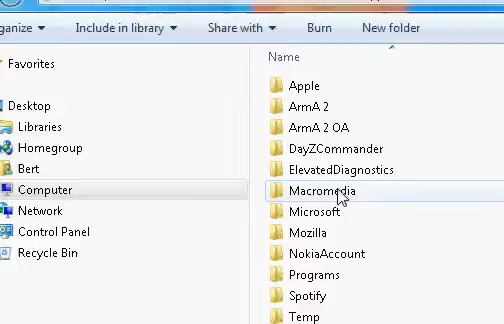 ganize Include in library Share with Burn New folder
Favorites
Desktop
Libraries
Homegroup
Bert
Computer
Network
Control Panel
Recycle Bin
Name
Apple
ArmA 2
ArmA 2 OA
DayZCommander
ElevatedDiagnostics
Macromedia
Microsoft
Mozilla
NokiaAccount
Programs
Spotify
Temp